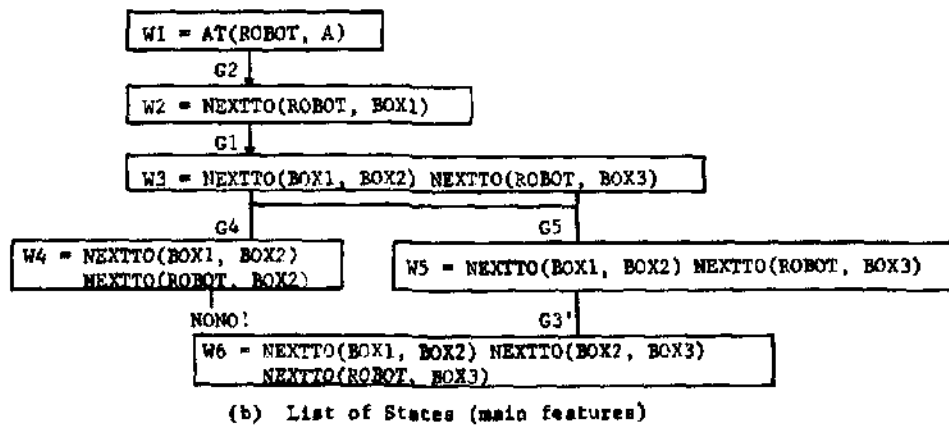 W1 = AT(ROBOT, A)
G2
W2 = NEXTTO(ROBOT, BOX1)
G1
W3 = NEXTTO(BOX1, BOX2) NEXTTO(ROBOT, BOX3)
G4
G5
W4 = NEXTTO(BOX1, BOX2)
NEXTTO(ROBOT, BOX2)
W5 = NEXTTO(BOX1, BOX2) NEXTTO(ROBOT, BOX3)
NONO!
G3'
W6 = NEXTTO(BOX1, BOX2) NEXTTO(BOX2, BOX3)
NEXTTO(ROBOT, BOX3)
(b) List of States (main features)